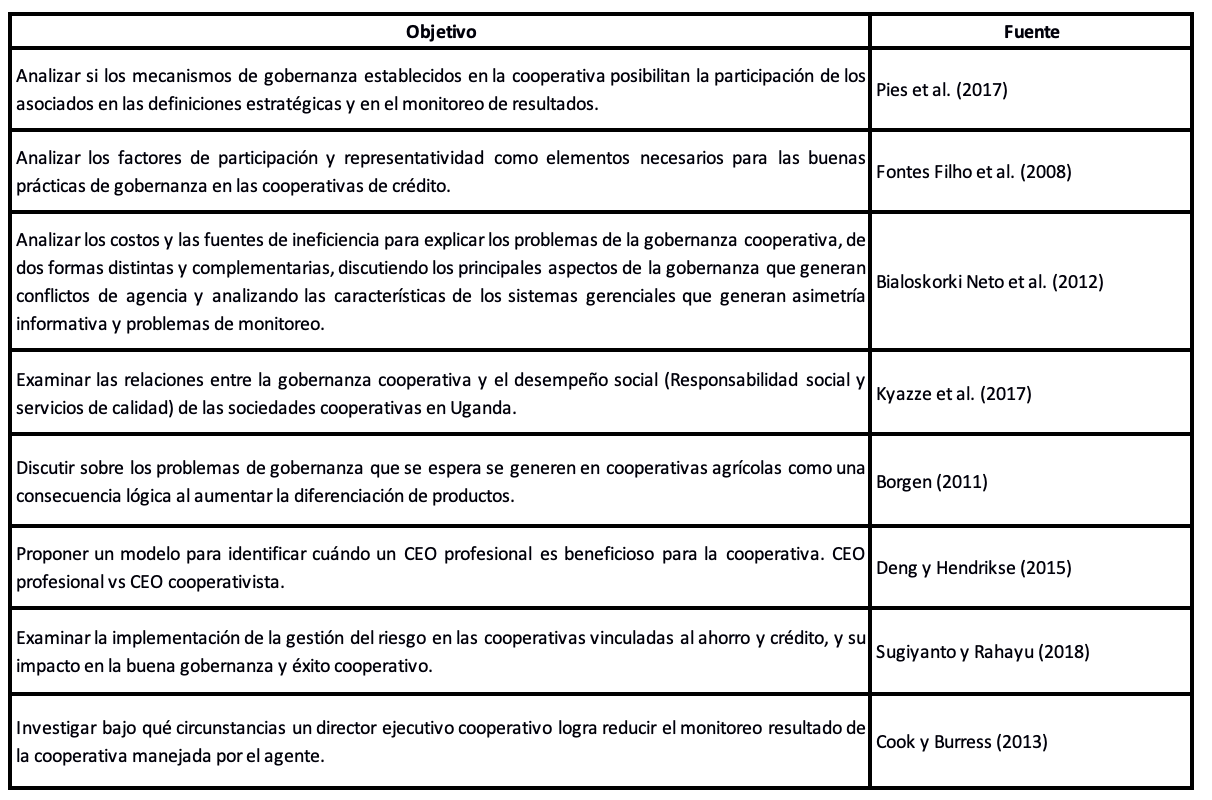 Objetivo
Fuente
Analizar si los mecanismos de gobernanza establecidos en la cooperativa posibilitan la participación de los
asociados en las definiciones estratégicas y en el monitoreo de resultados.
Pies et al. (2017)
Analizar los factores de participación y representatividad como elementos necesarios para las buenas
prácticas de gobernanza en las cooperativas de crédito.
Fontes Filho et al. (2008)
Analizar los costos y las fuentes de ineficiencia para explicar los problemas de la gobernanza cooperativa, de
dos formas distintas y complementarias, discutiendo los principales aspectos de la gobernanza que generan
conflictos de agencia y analizando las características de los sistemas gerenciales que generan asimetría
informativa y problemas de monitoreo.
Bialoskorki Neto et al. (2012)
Examinar las relaciones entre la gobernanza cooperativa y el desempeño social (Responsabilidad social y
servicios de calidad) de las sociedades cooperativas en Uganda.
Kyazze et al. (2017)
Discutir sobre los problemas de gobernanza que se espera se generen en cooperativas agrícolas como una
consecuencia lógica al aumentar la diferenciación de productos.
Borgen (2011)
Proponer un modelo para identificar cuándo un CEO profesional es beneficioso para la cooperativa. CEO
profesional vs CEO cooperativista.
Deng y Hendrikse (2015)
Examinar la implementación de la gestión del riesgo en las cooperativas vinculadas al ahorro y crédito, y su
impacto en la buena gobernanza y éxito cooperativo.
Sugiyanto y Rahayu (2018)
Investigar bajo qué circunstancias un director ejecutivo cooperativo logra reducir el monitoreo resultado de
la cooperativa manejada por el agente.
Cook y Burress (2013)